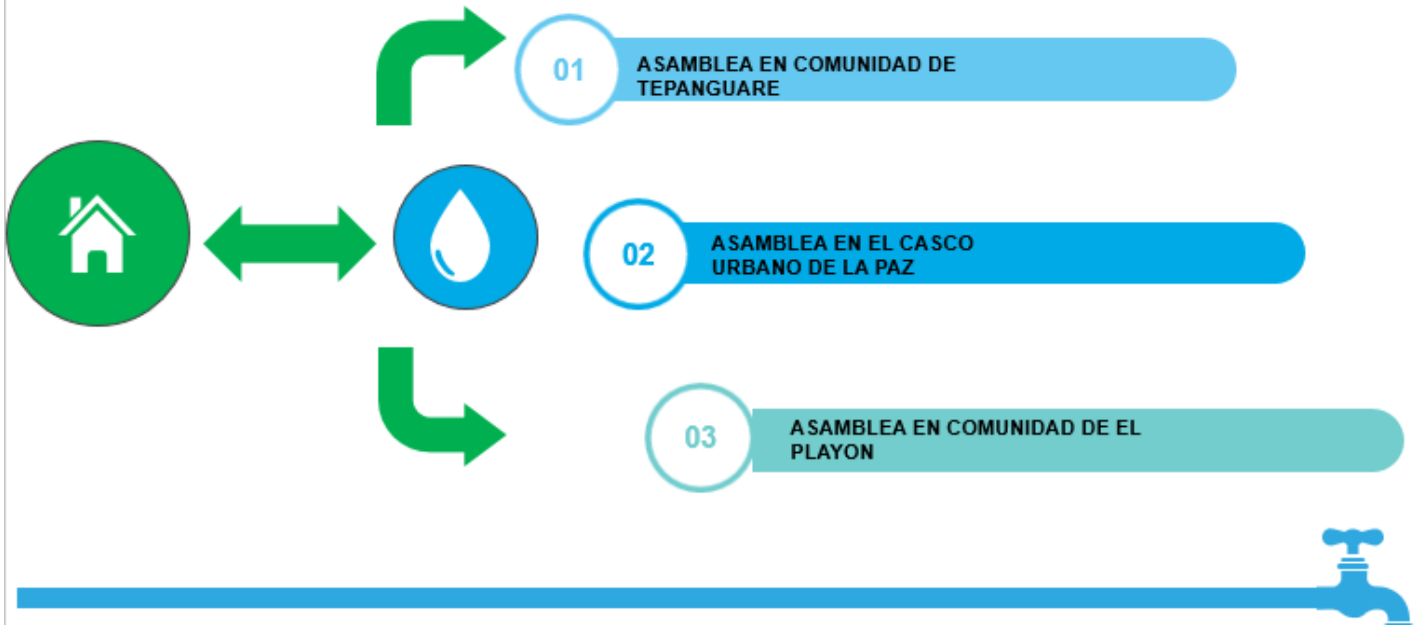 01
ASAMBLEA EN COMUNIDAD DE
TEPANGUARE
02
ASAMBLEA EN EL CASCO
URBANO DE LA PAZ
03
ASAMBLEA EN COMUNIDAD DE EL
PLAYON